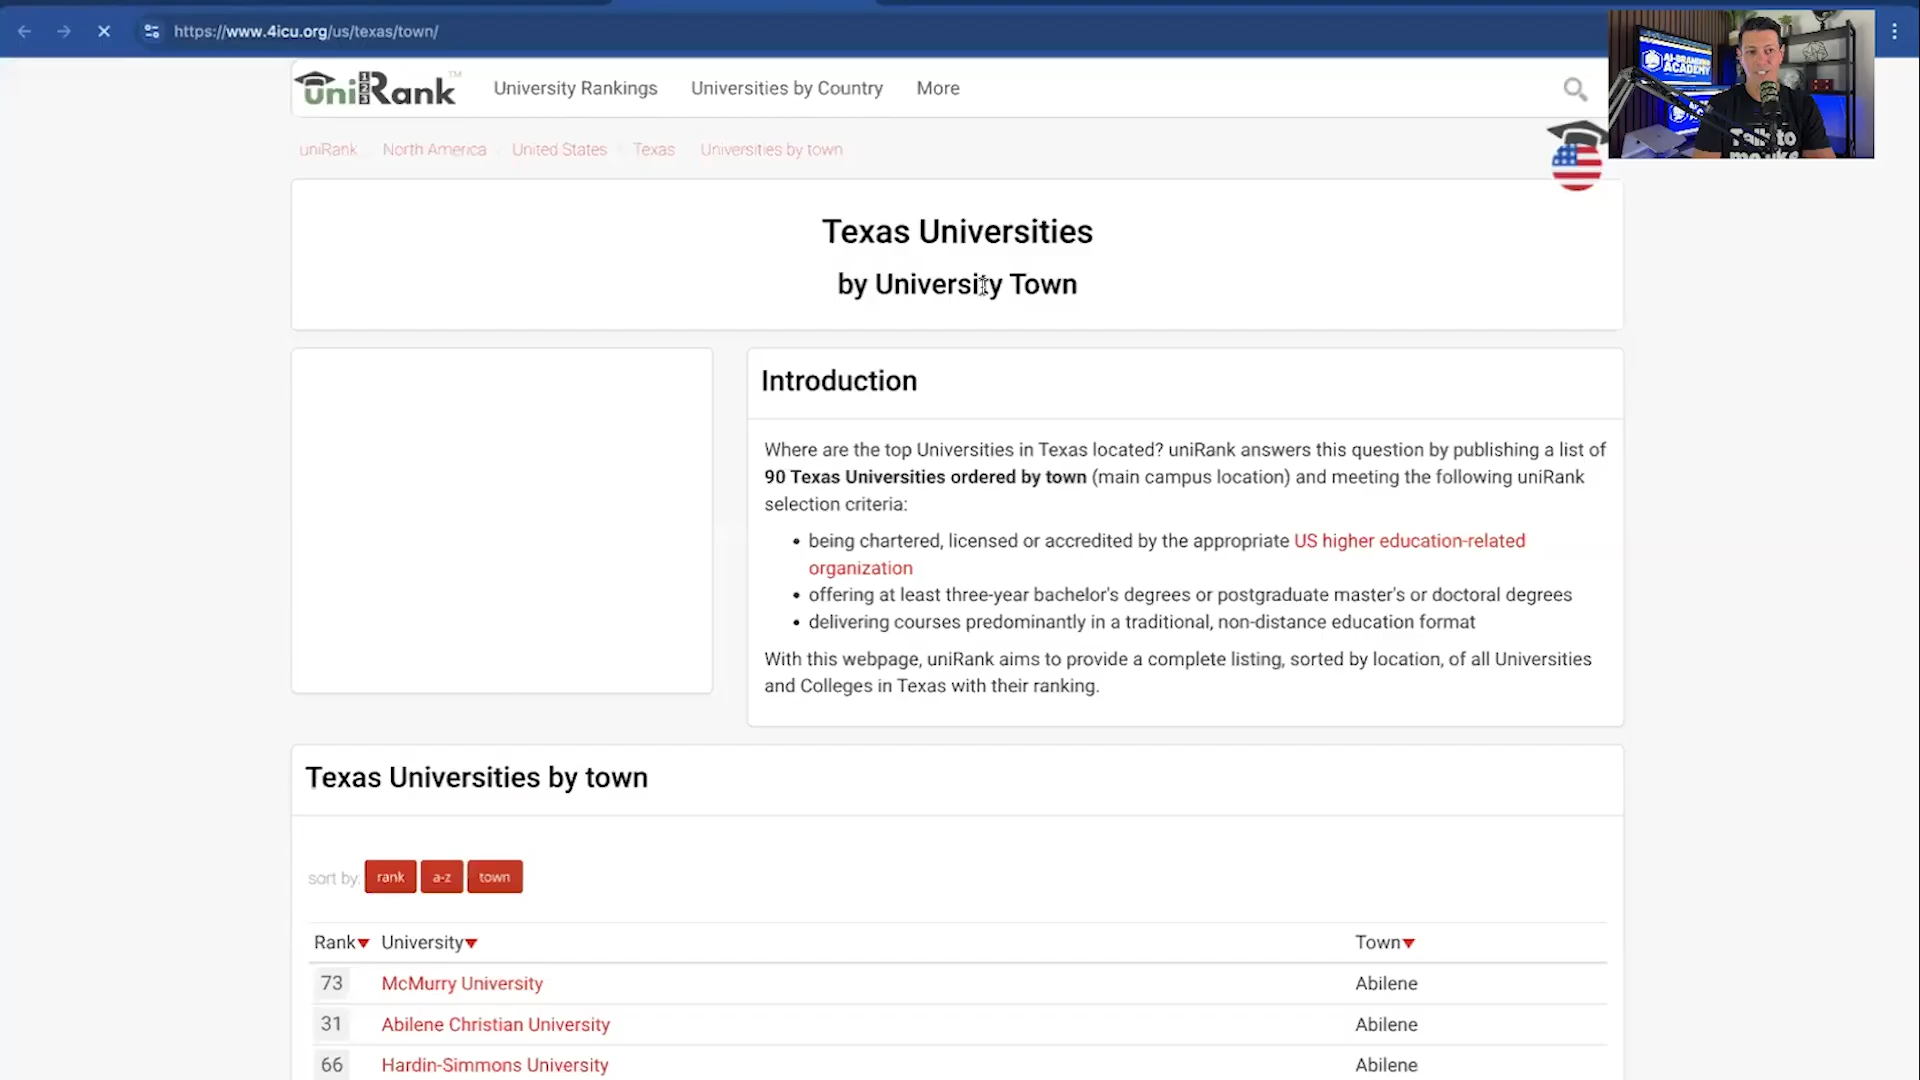 https://www.4icu.org/us/texas/town/
uniRank™ University Rankings Universities by Country More
AI-BRANDING
ACADEMY
Talk to
uniRank North America United States Texas Universities by town
Texas Universities
by University Town
Introduction
Where are the top Universities in Texas located? uniRank answers this question by publishing a list of
90 Texas Universities ordered by town (main campus location) and meeting the following uniRank
selection criteria:
• being chartered, licensed or accredited by the appropriate US higher education-related
organization
• offering at least three-year bachelor's degrees or postgraduate master's or doctoral degrees
• delivering courses predominantly in a traditional, non-distance education format
With this webpage, uniRank aims to provide a complete listing, sorted by location, of all Universities
and Colleges in Texas with their ranking.
Texas Universities by town
sort by: rank a-z town
Rank University Town
73 McMurry University Abilene
31 Abilene Christian University Abilene
66 Hardin-Simmons University Abilene